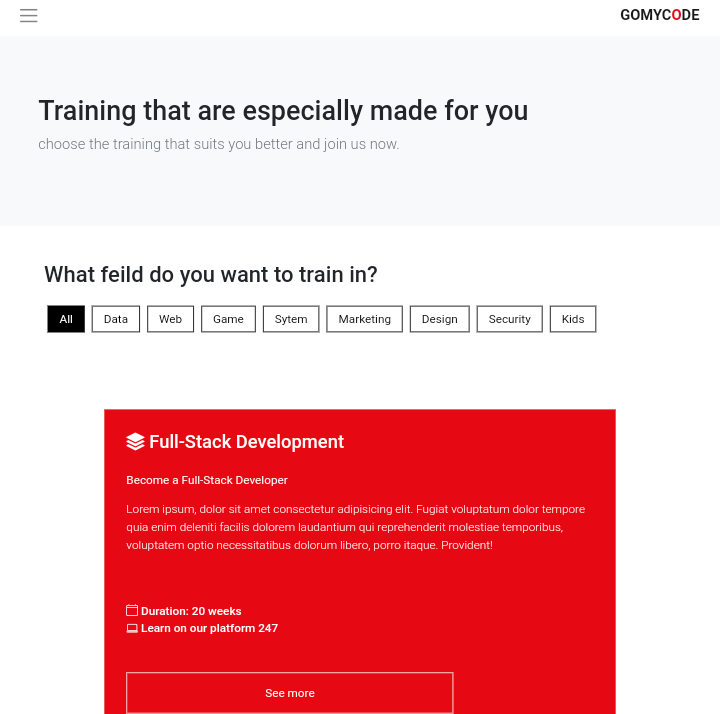 GOMYCODE
Training that are especially made for you
choose the training that suits you better and join us now.
What feild do you want to train in?
All Data Web Game Sytem Marketing Design Security Kids
Full-Stack Development
Become a Full-Stack Developer
Lorem ipsum, dolor sit amet consectetur adipisicing elit. Fugiat voluptatum dolor tempore
quia enim deleniti facilis dolorem laudantium qui reprehenderit molestiae temporibus,
voluptatem optio necessitatibus dolorum libero, porro itaque. Provident!
Duration: 20 weeks
Learn on our platform 247
See more